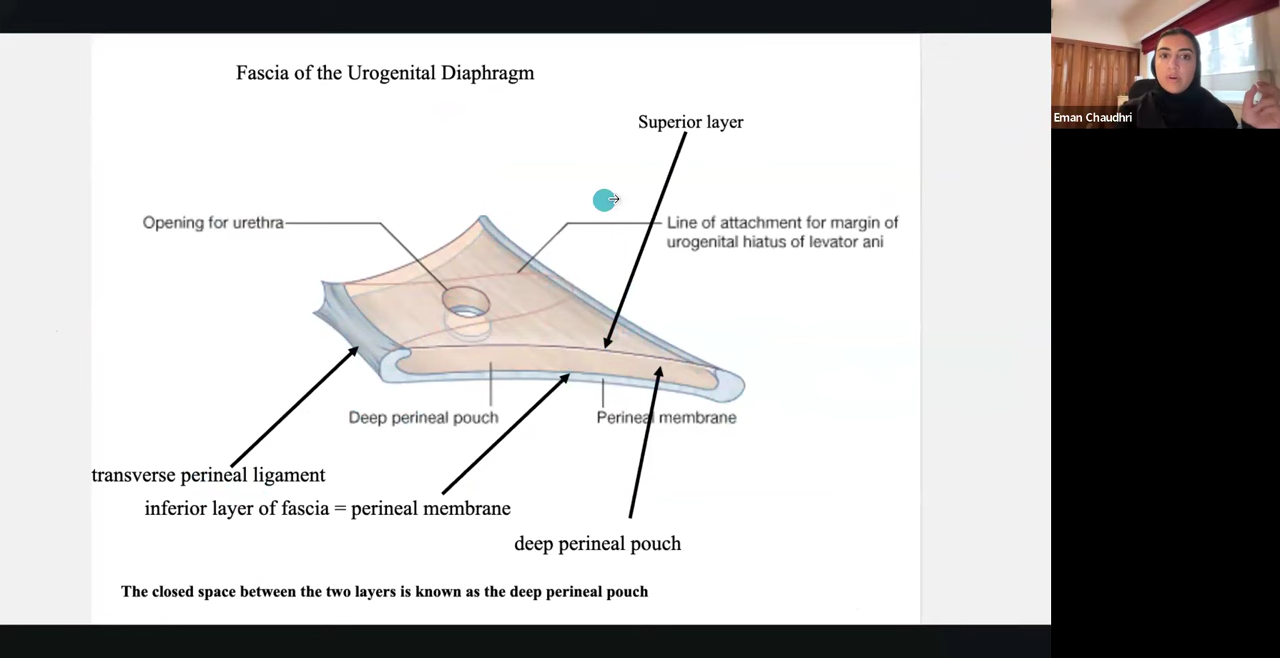 Fascia of the Urogenital Diaphragm
Superior layer
Eman Chaudhri
Opening for urethra
Line of attachment for margin of
urogenital hiatus of levator ani
Deep perineal pouch
Perineal membrane
transverse perineal ligament
inferior layer of fascia = perineal membrane
deep perineal pouch
The closed space between the two layers is known as the deep perineal pouch